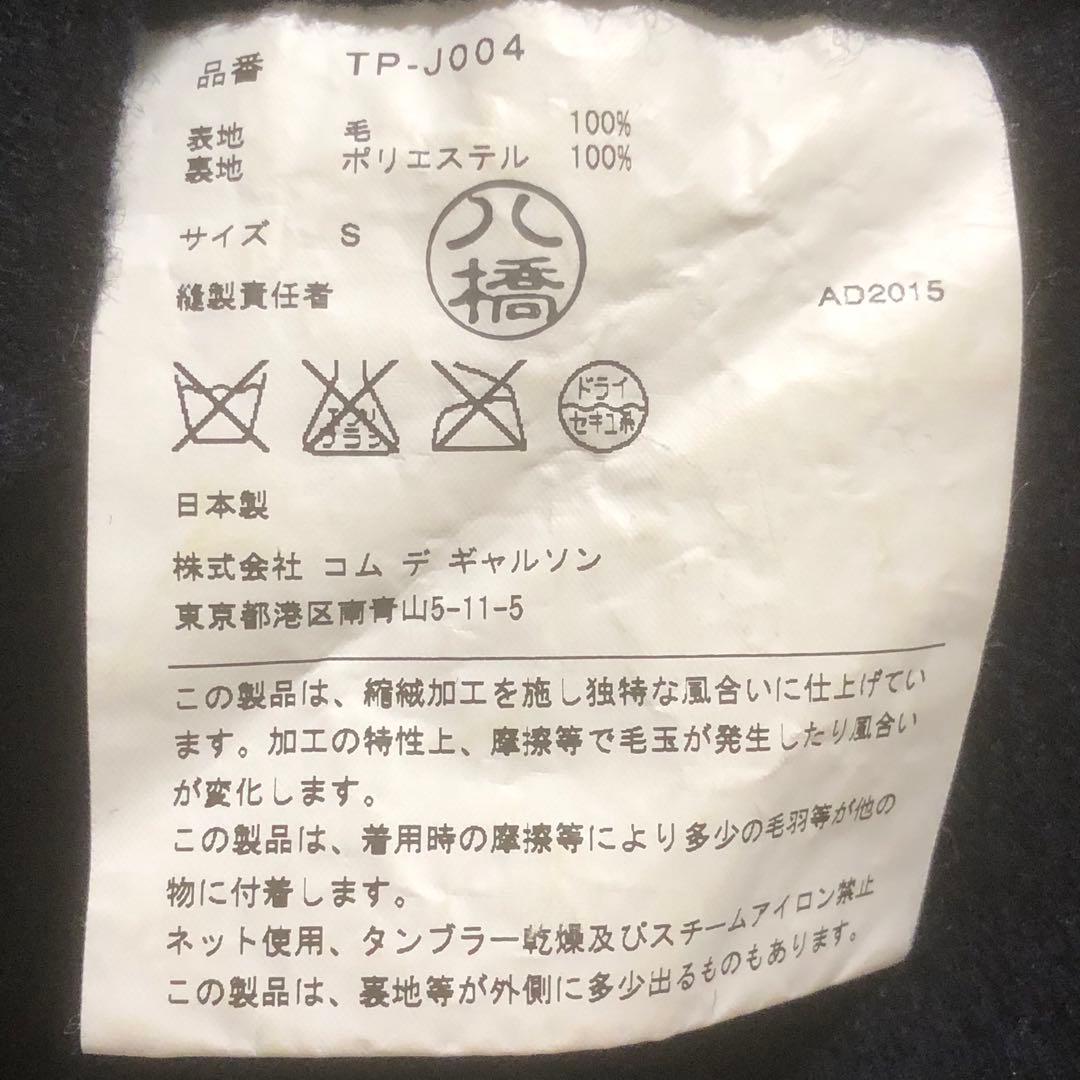 品番 TP-J004
表地 毛 100%
裏地 ポリエステル 100%
サイズ S
八橋
縫製責任者 AD2015
エンソ
サラシ
ドライ
セキユ系
日本製
株式会社 コム デ ギャルソン
東京都港区南青山5-11-5
この製品は、縮絨加工を施し独特な風合いに仕上げてい
ます。加工の特性上、摩擦等で毛玉が発生したり風合い
が変化します。
この製品は、着用時の摩擦等により多少の毛羽等が他の
物に付着します。
ネット使用、タンブラー乾燥及びスチームアイロン禁止
この製品は、裏地等が外側に多少出るものもあります。